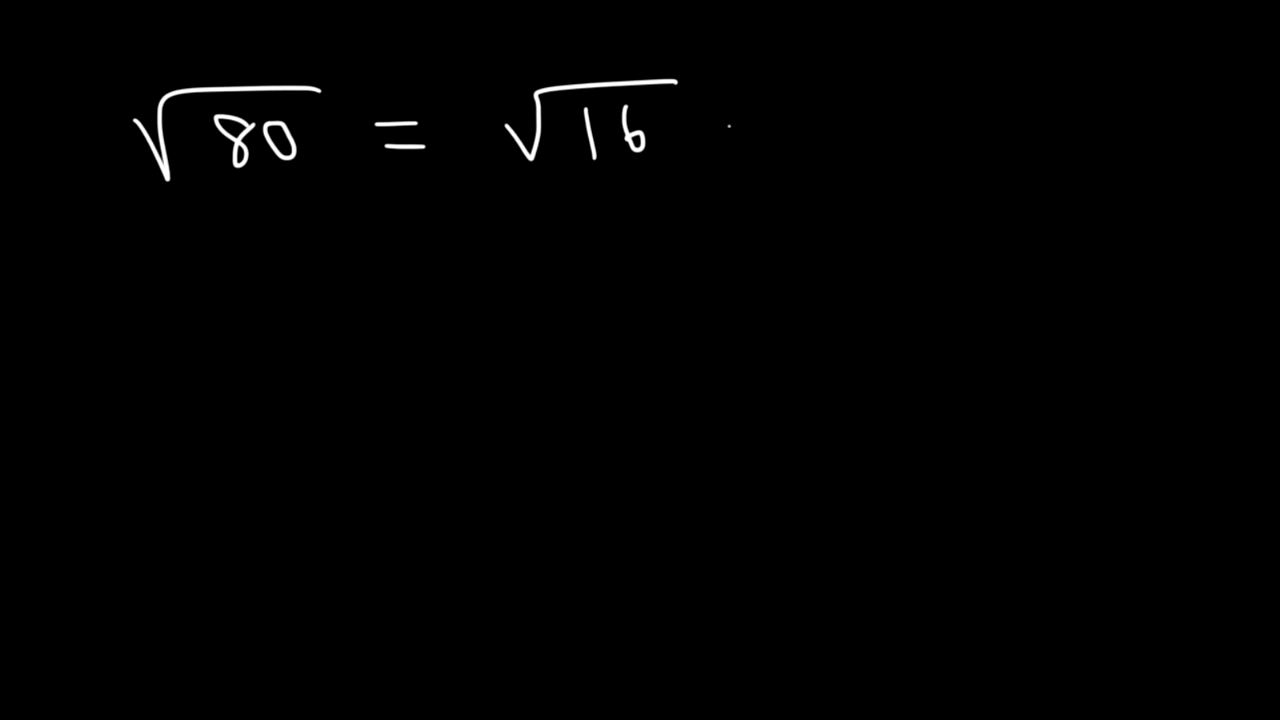 √80 = √16 ·